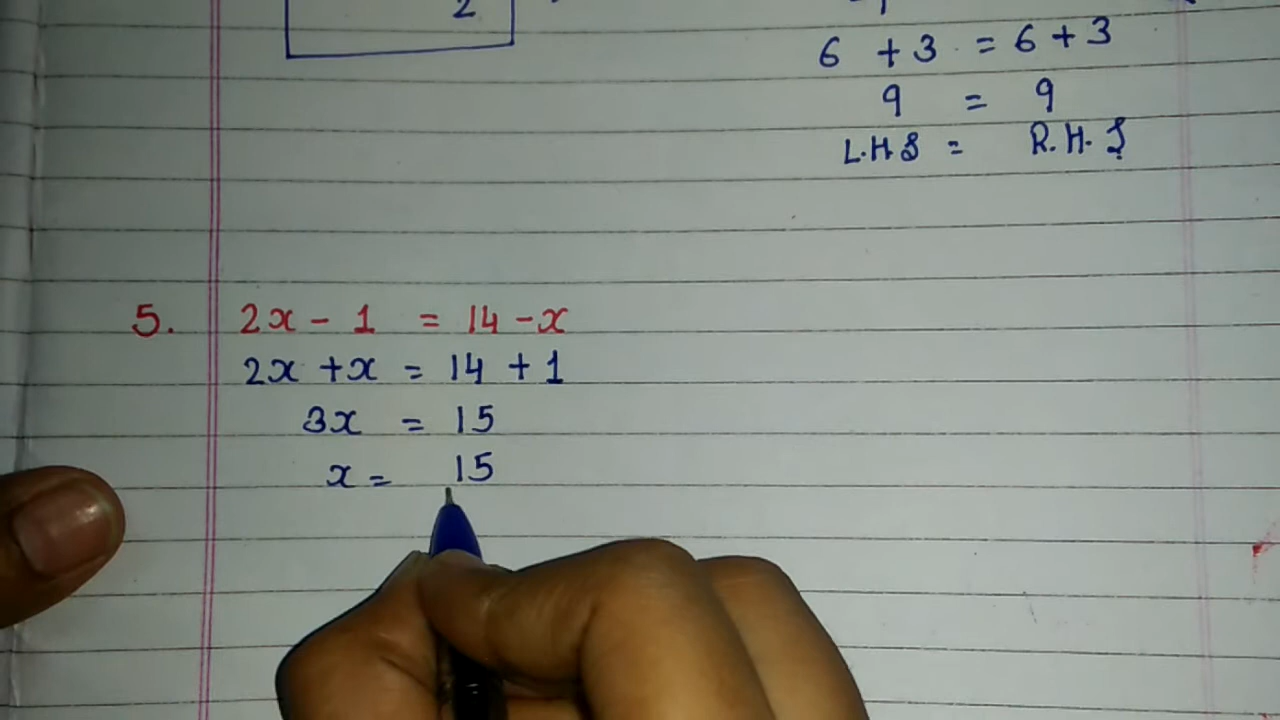 2
6 + 3 = 6 + 3
9 = 9
L.H.S = R.H.S
5. 2x - 1 = 14 - x
2x + x = 14 + 1
3x = 15
x = 15